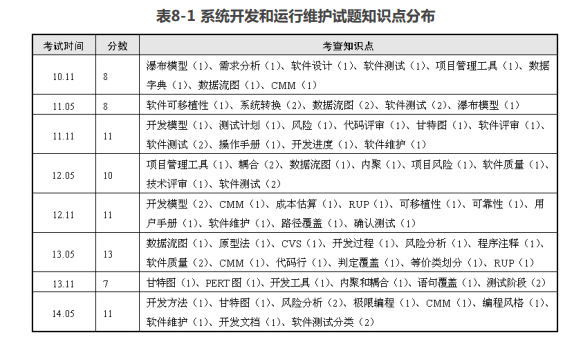 表8-1 系统开发和运行维护试题知识点分布
考试时间 分数 考查知识点
10.11 8 瀑布模型（1）、需求分析（1）、软件设计（1）、软件测试（1）、项目管理工具（1）、数据
字典（1）、数据流图（1）、CMM（1）
11.05 8 软件可移植性（1）、系统转换（2）、数据流图（2）、软件测试（2）、瀑布模型（1）
11.11 11 开发模型（1）、测试计划（1）、风险（1）、代码评审（1）、甘特图（1）、软件评审（1）、
软件测试（2）、操作手册（1）、开发进度（1）、软件维护（1）
12.05 10 项目管理工具（1）、耦合（2）、数据流图（1）、内聚（1）、项目风险（1）、软件质量（1）、
技术评审（1）、软件测试（2）
12.11 11 开发模型（2）、CMM（1）、成本估算（1）、RUP（1）、可移植性（1）、可靠性（1）、用
户手册（1）、软件维护（1）、路径覆盖（1）、确认测试（1）
13.05 13 数据流图（1）、原型法（1）、CVS（1）、开发过程（1）、风险分析（1）、程序注释（1）、
软件质量（2）、CMM（1）、代码行（1）、判定覆盖（1）、等价类划分（1）、RUP（1）
13.11 7 甘特图（1）、PERT图（1）、开发工具（1）、内聚和耦合（1）、语句覆盖（1）、测试阶段（2）
14.05 11 开发方法（1）、甘特图（1）、风险分析（2）、极限编程（1）、CMM（1）、编程风格（1）、
软件维护（1）、开发文档（1）、软件测试分类（2）